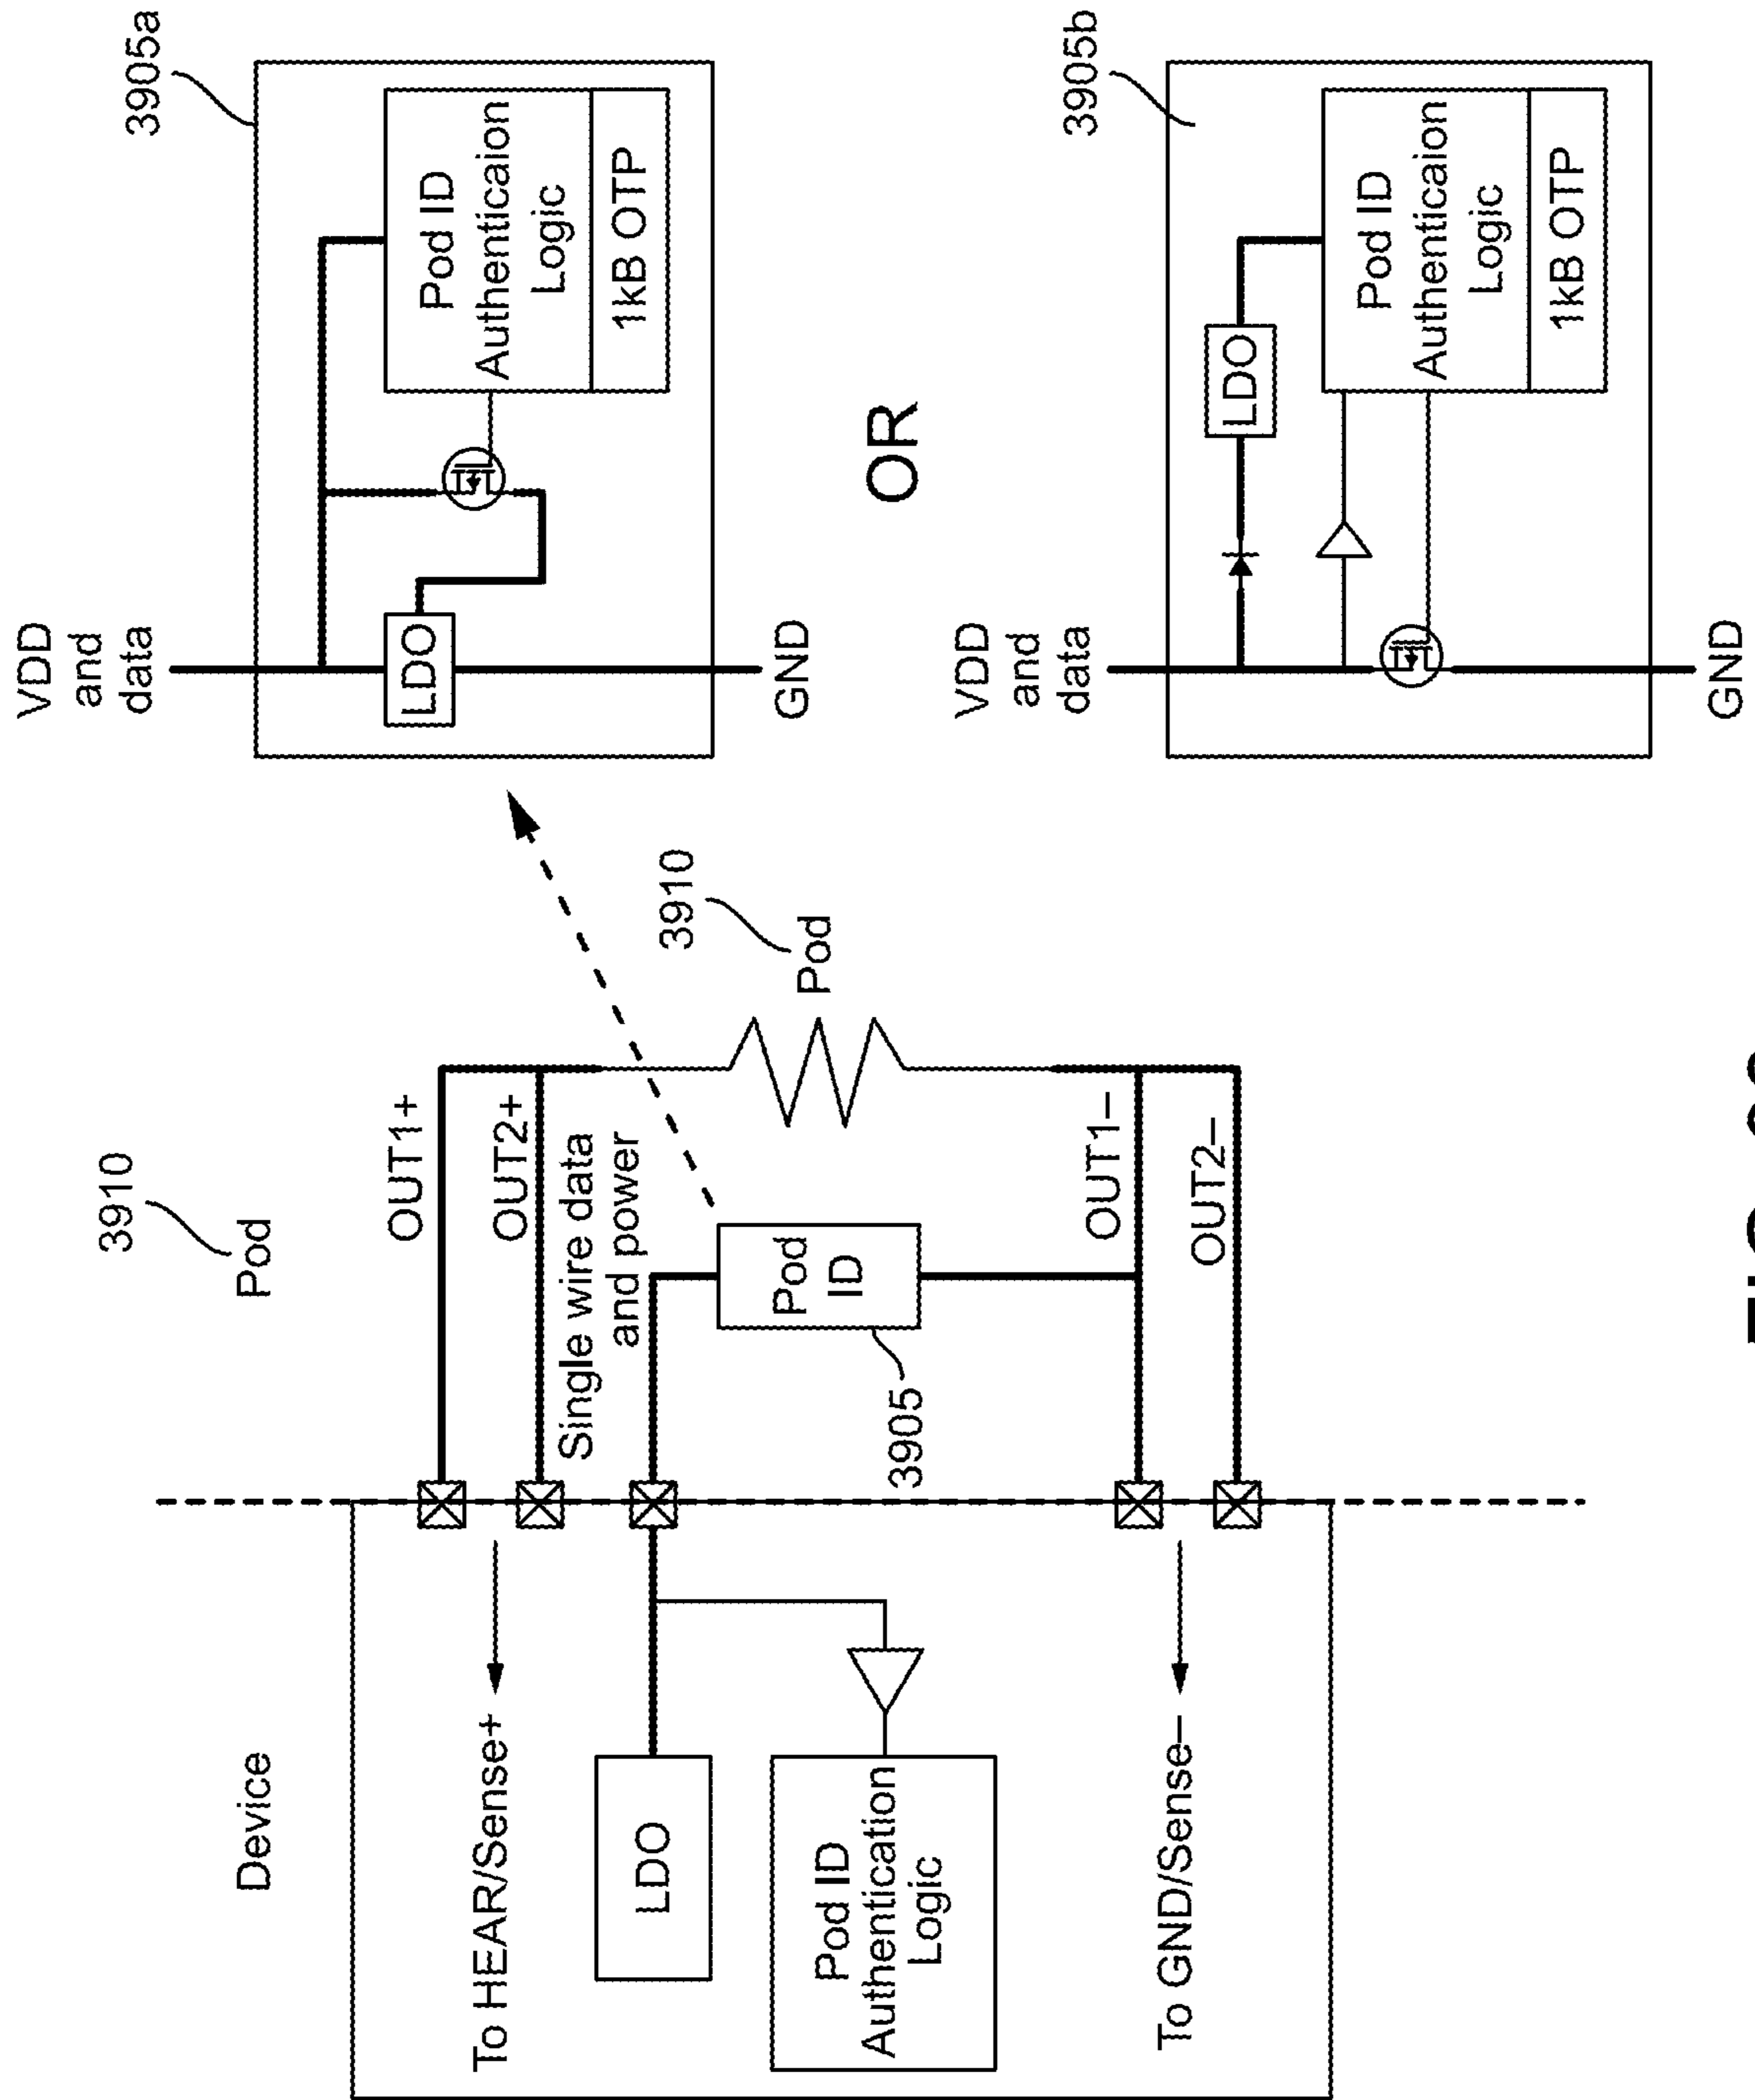 Device
To HEAR/Sense+
LDO
Pod ID
Authentication
Logic
To GND/Sense–
3910
Pod
OUT1+
OUT2+
Single wire data
and power
Pod
ID
3905
OUT1–
OUT2–
3910
Pod
VDD
and
data
3905a
LDO
Pod ID
Authenticaion
Logic
1kB OTP
GND
OR
VDD
and
data
3905b
LDO
Pod ID
Authenticaion
Logic
1kB OTP
GND